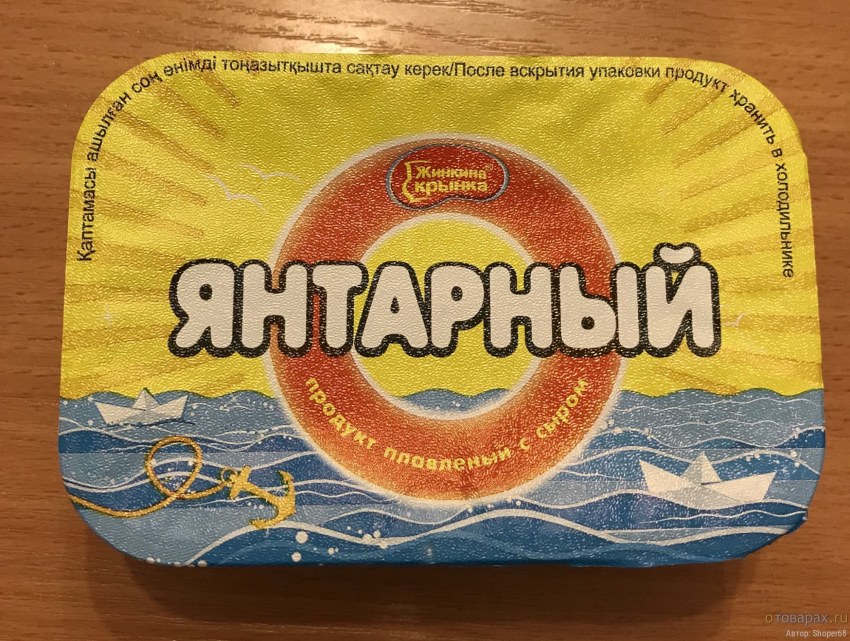 Қаптамасы ашылған соң өнімді тоңазытқышта сақтау керек/После вскрытия упаковки продукт хранить в холодильнике
Жинкина
крынка
ЯНТАРНЫЙ
продукт плавленый с сыром
отоварах.ru
Автор: Shoper68